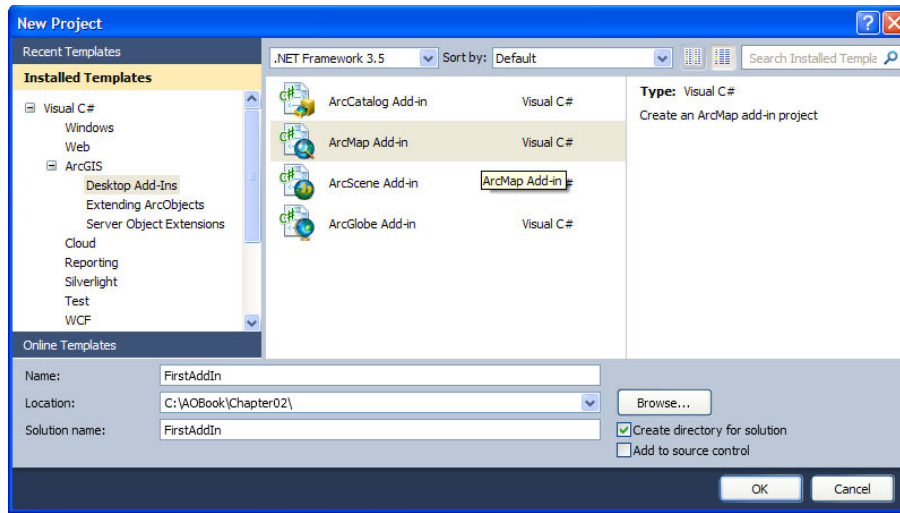 New Project
Recent Templates
Installed Templates
Visual C#
Windows
Web
ArcGIS
Desktop Add-Ins
Extending ArcObjects
Server Object Extensions
Cloud
Reporting
Silverlight
Test
WCF
Online Templates
.NET Framework 3.5
Sort by: Default
Search Installed Templa
ArcCatalog Add-in Visual C#
ArcMap Add-in Visual C#
ArcScene Add-in #
ArcMap Add-in
ArcGlobe Add-in Visual C#
Type: Visual C#
Create an ArcMap add-in project
Name: FirstAddIn
Location: C:\AOBook\Chapter02\
Browse...
Solution name: FirstAddIn
Create directory for solution
Add to source control
OK Cancel